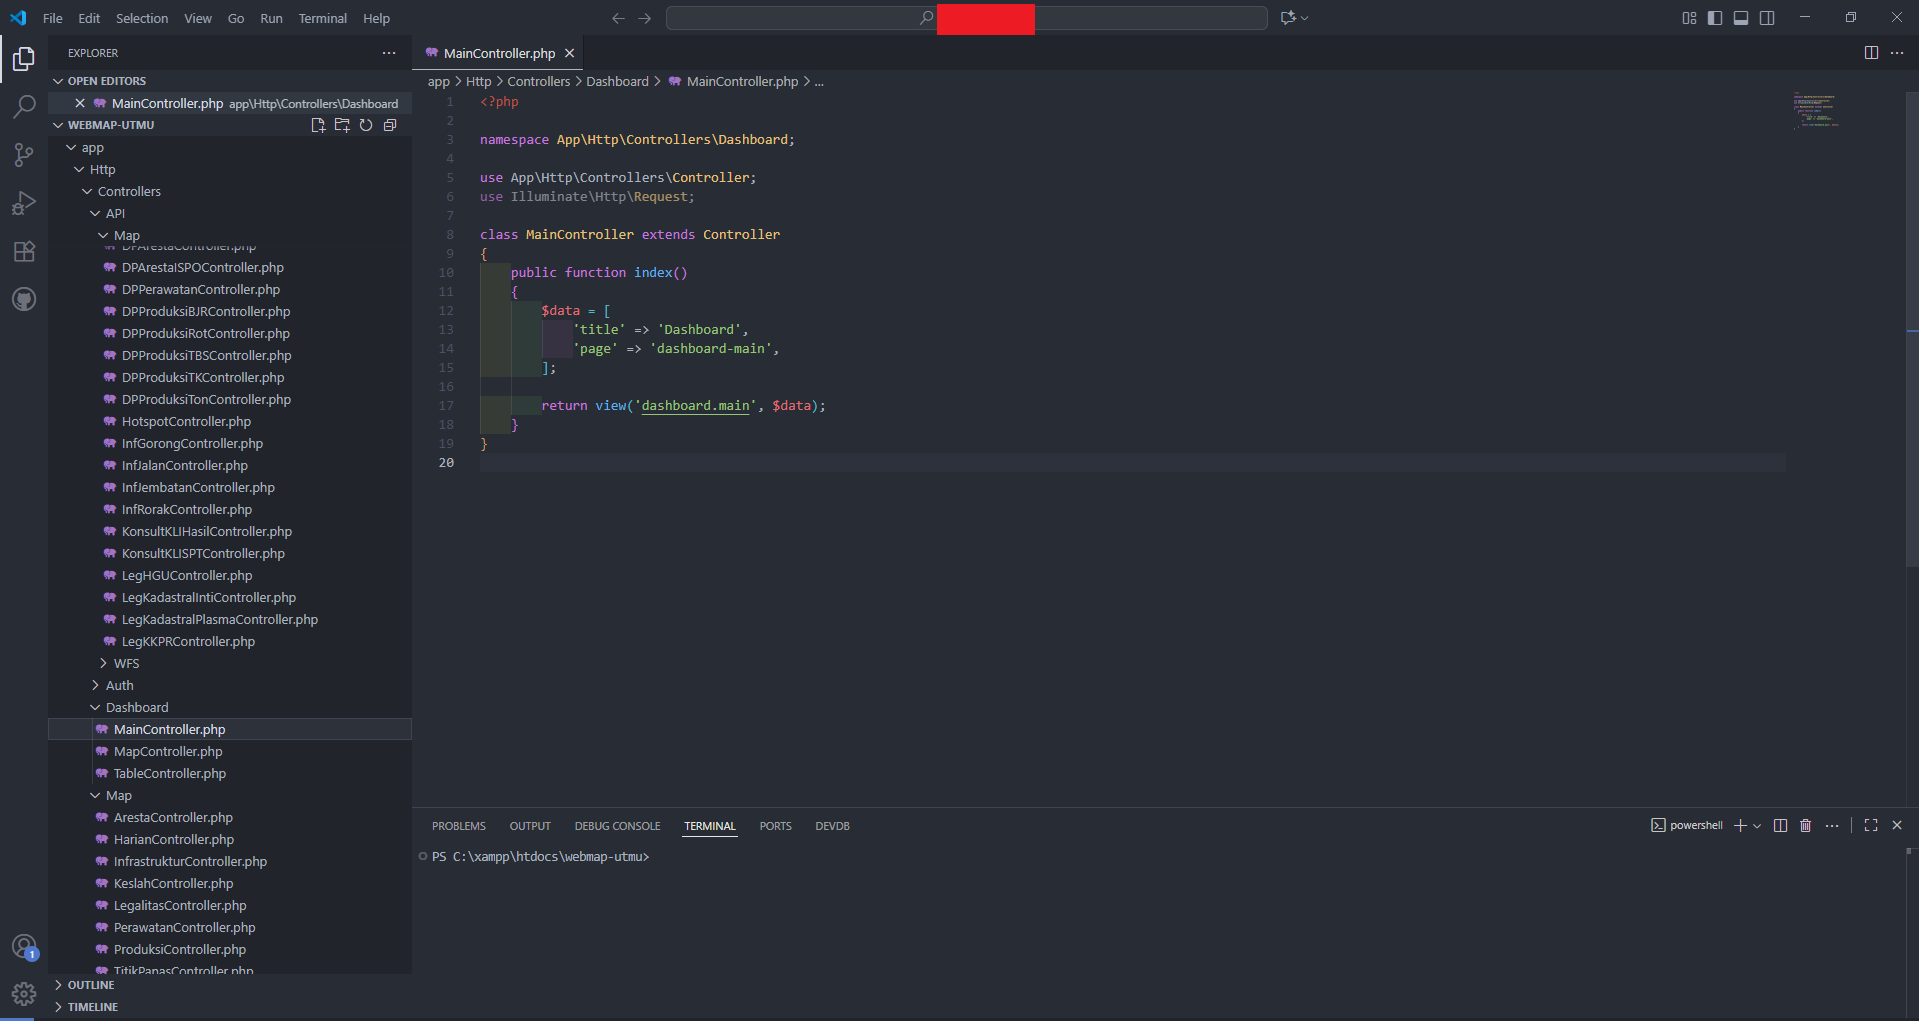 File Edit Selection View Go Run Terminal Help
EXPLORER
OPEN EDITORS
MainController.php app\Http\Controllers\Dashboard
WEBMAP-UTMU
app
Http
Controllers
API
Map
DPArestaController.php
DPArestaISPOController.php
DPPerawatanController.php
DPProduksiBJRController.php
DPProduksiRotController.php
DPProduksiTBSController.php
DPProduksiTKController.php
DPProduksiTonController.php
HotspotController.php
InfGorongController.php
InfJalanController.php
InfJembatanController.php
InfRorakController.php
KonsultKLIHasilController.php
KonsultKLISPTController.php
LegHGUController.php
LegKadastralIntiController.php
LegKadastralPlasmaController.php
LegKKPRController.php
WFS
Auth
Dashboard
MainController.php
MapController.php
TableController.php
Map
ArestaController.php
HarianController.php
InfrastrukturController.php
KeslahController.php
LegalitasController.php
PerawatanController.php
ProduksiController.php
TitikPanasController.php
OUTLINE
TIMELINE
1
MainController.php
app > Http > Controllers > Dashboard > MainController.php > ...
1 <?php
2
3 namespace App\Http\Controllers\Dashboard;
4
5 use App\Http\Controllers\Controller;
6 use Illuminate\Http\Request;
7
8 class MainController extends Controller
9 {
10 public function index()
11 {
12 $data = [
13 'title' => 'Dashboard',
14 'page' => 'dashboard-main',
15 ];
16
17 return view('dashboard.main', $data);
18 }
19 }
20
PROBLEMS OUTPUT DEBUG CONSOLE TERMINAL PORTS DEVDB
powershell
PS C:\xampp\htdocs\webmap-utmu>